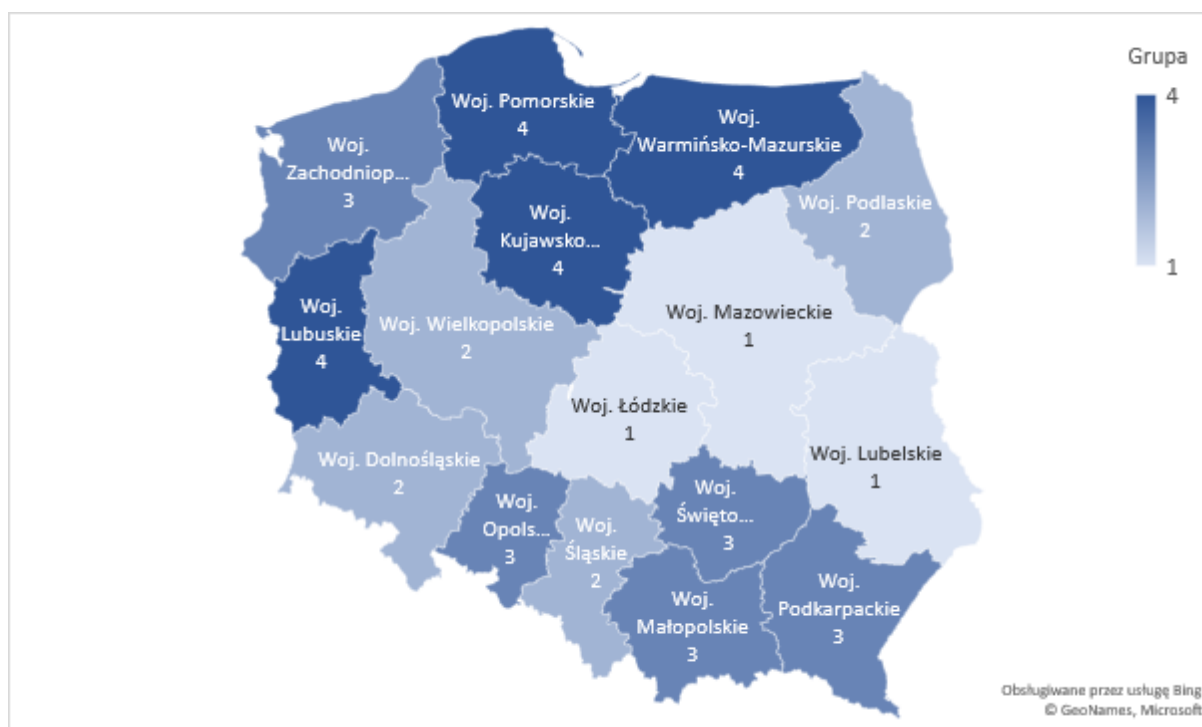 Grupa
4
1
Woj. Pomorskie
4
Woj.
Warmińsko-Mazurskie
4
Woj.
Zachodniop...
3
Woj. Podlaskie
2
Woj.
Kujawsko...
4
Woj.
Lubuskie
4
Woj. Wielkopolskie
2
Woj. Mazowieckie
1
Woj. Łódzkie
1
Woj. Lubelskie
1
Woj. Dolnośląskie
2
Woj.
Opols...
3
Woj.
Śląskie
2
Woj.
Święto...
3
Woj.
Małopolskie
3
Woj.
Podkarpackie
3
Obsługiwane przez usługę Bing
© GeoNames, Microsoft